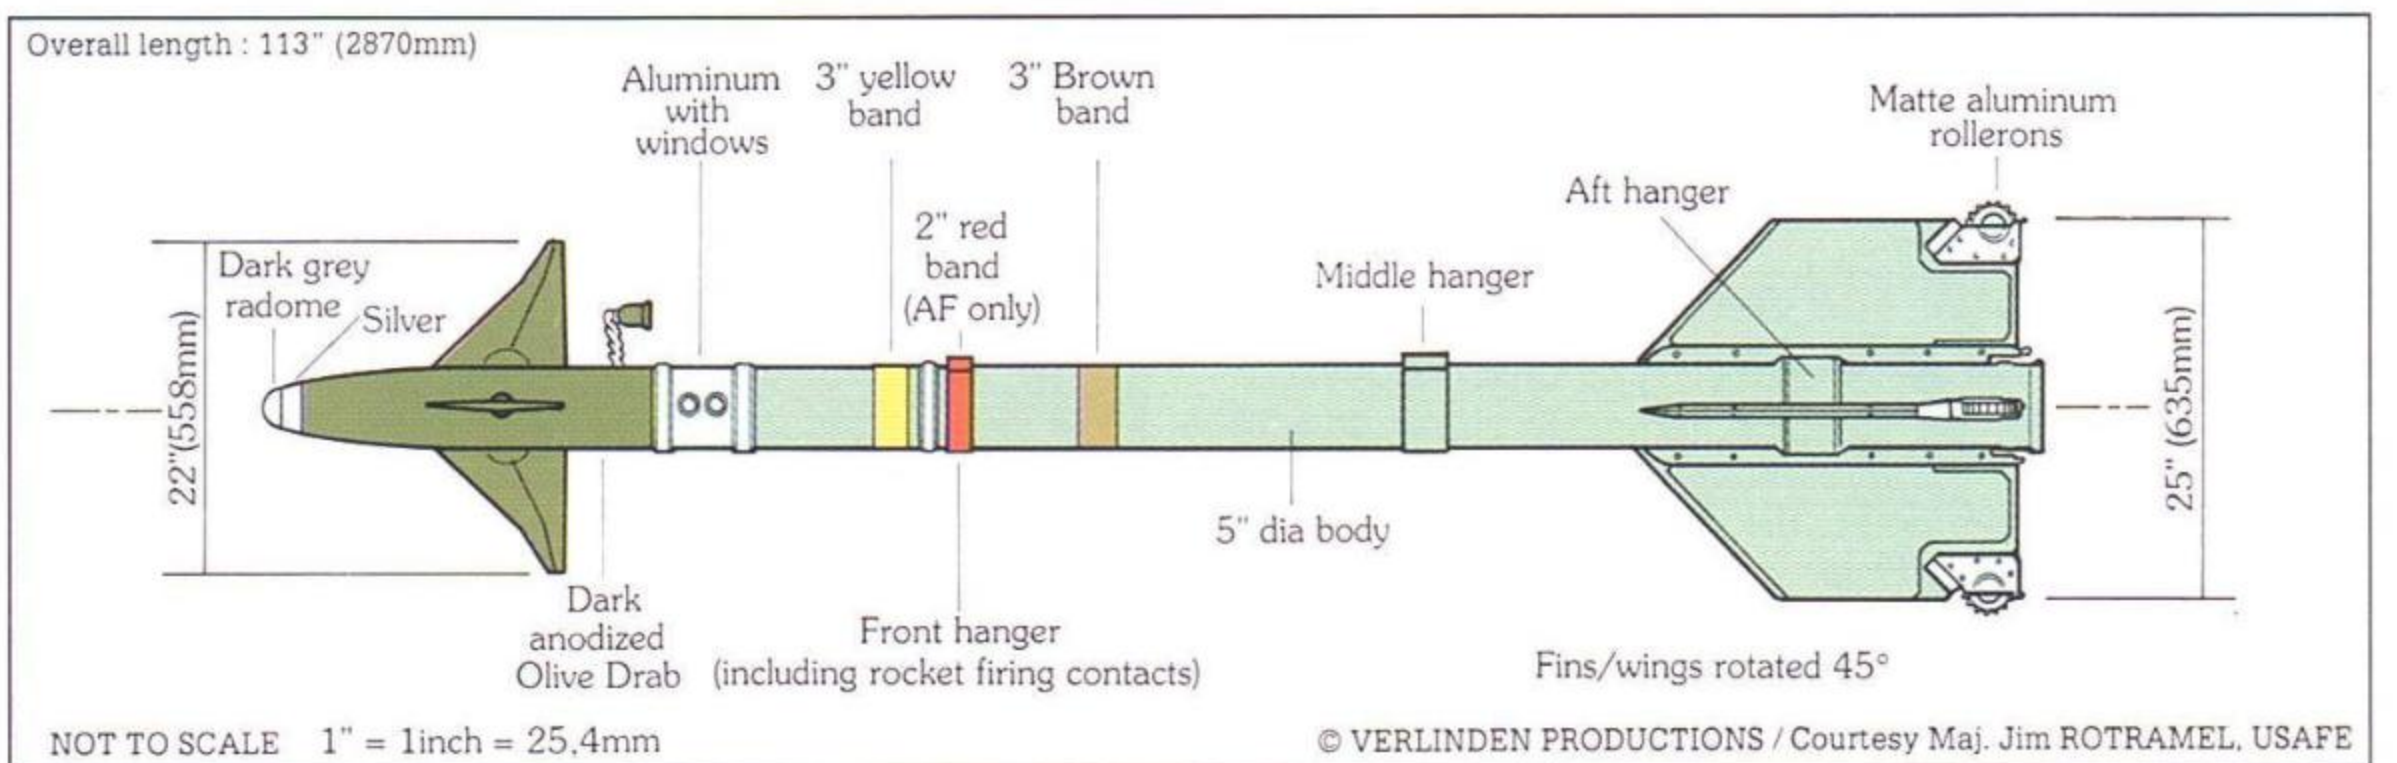 Overall length : 113" (2870mm)
Aluminum
with
windows
3" yellow
band
3" Brown
band
Matte aluminum
rollerons
Aft hanger
2" red
band
(AF only)
Middle hanger
Dark grey
radome
Silver
22"(558mm)
25" (635mm)
5" dia body
Dark
anodized
Olive Drab
Front hanger
(including rocket firing contacts)
Fins/wings rotated 45°
NOT TO SCALE 1" = 1inch = 25,4mm
© VERLINDEN PRODUCTIONS / Courtesy Maj. Jim ROTRAMEL, USAFE